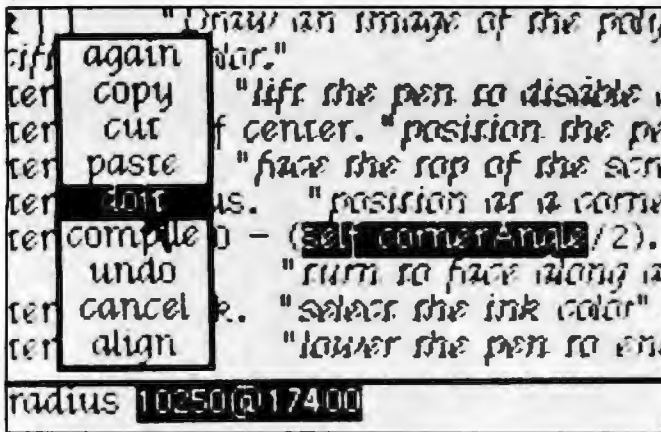 "Draw an image of the poly
again
copy
cut
paste
doit
compile
undo
cancel
align
"lift the pen to disable
center. "position the pe
"face the top of the scr
us. "position at a corne
0 - (self cornerAngle/2).
"turn to face along a
k. "select the ink color"
"lower the pen to en
radius 10250@17400